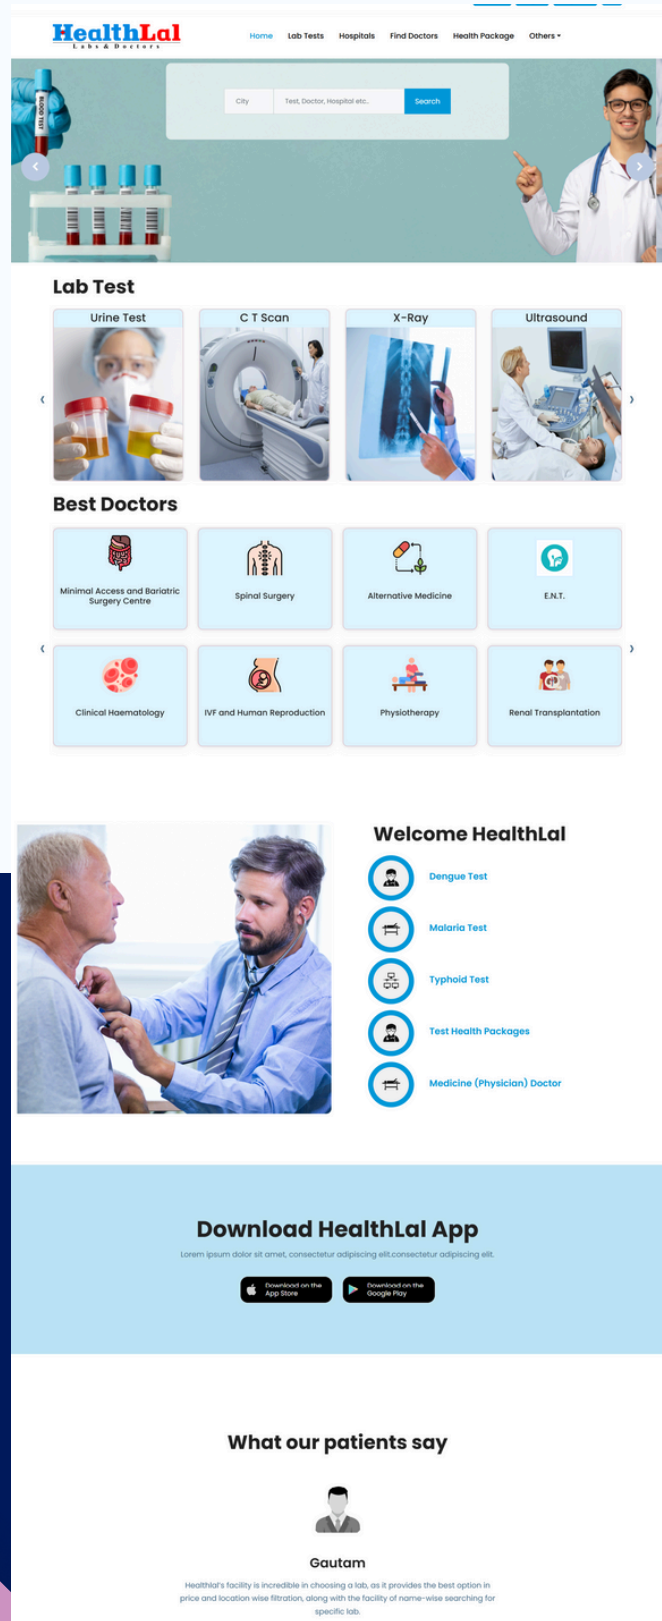 HealthLal
Labs & Doctors
Home Lab Tests Hospitals Find Doctors Health Package Others
City Test, Doctor, Hospital etc.. Search
BLOOD TEST
Lab Test
Urine Test C T Scan X-Ray Ultrasound
Best Doctors
Minimal Access and Bariatric
Surgery Centre
Spinal Surgery
Alternative Medicine
E.N.T.
Clinical Haematology
IVF and Human Reproduction
Physiotherapy
Renal Transplantation
Welcome HealthLal
Dengue Test
Malaria Test
Typhoid Test
Test Health Packages
Medicine (Physician) Doctor
Download HealthLal App
Lorem ipsum dolor sit amet, consectetur adipiscing elit.consectetur adipiscing elit.
Download on the
App Store
Download on the
Google Play
What our patients say
Gautam
Healthlal's facility is incredible in choosing a lab, as it provides the best option in
price and location wise filtration, along with the facility of name-wise searching for
specific lab.